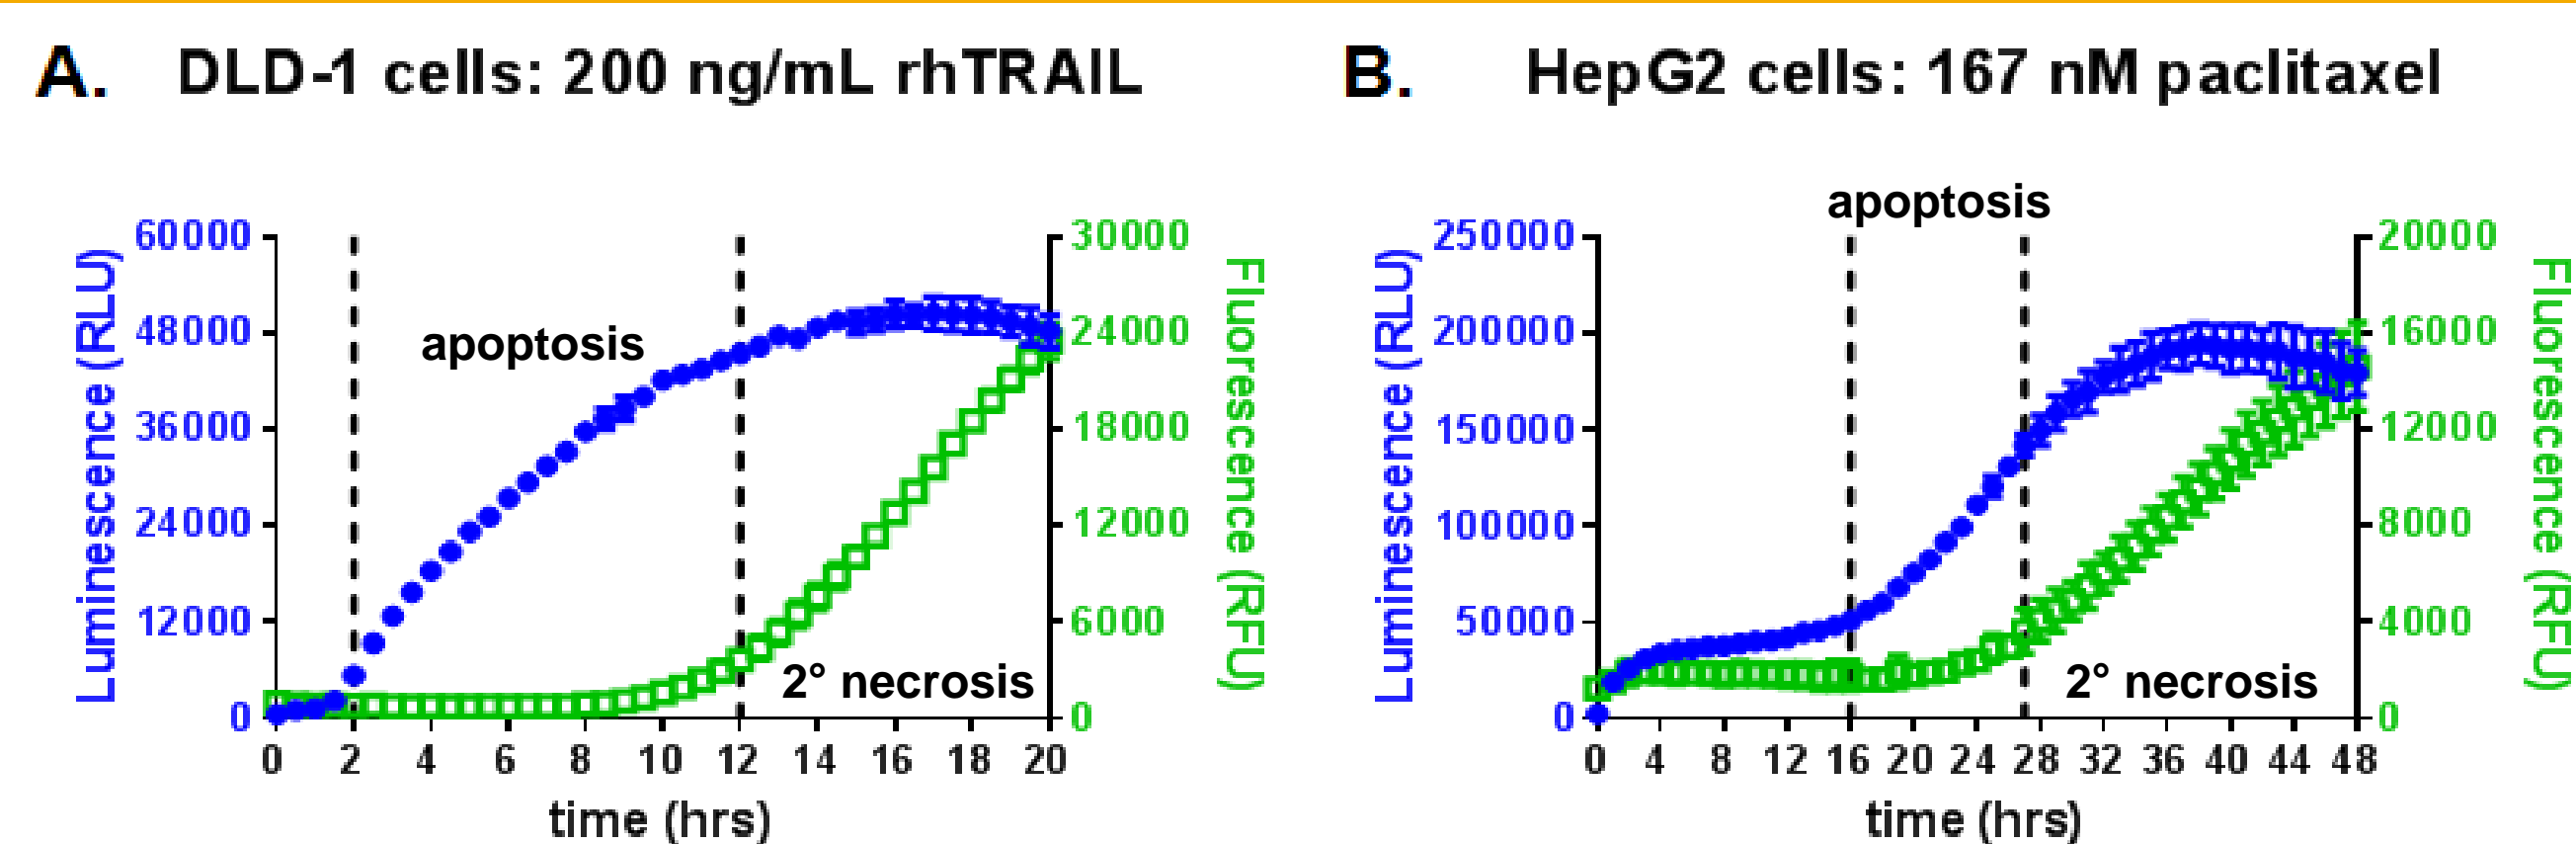 A. DLD-1 cells: 200 ng/mL rhTRAIL
Luminescence (RLU)
60000
48000
36000
24000
12000
0
apoptosis
2° necrosis
30000
24000
18000
12000
6000
0
Fluorescence (RFU)
0 2 4 6 8 10 12 14 16 18 20
time (hrs)
B. HepG2 cells: 167 nM paclitaxel
apoptosis
Luminescence (RLU)
250000
200000
150000
100000
50000
0
2° necrosis
20000
16000
12000
8000
4000
0
Fluorescence (RFU)
0 4 8 12 16 20 24 28 32 36 40 44 48
time (hrs)